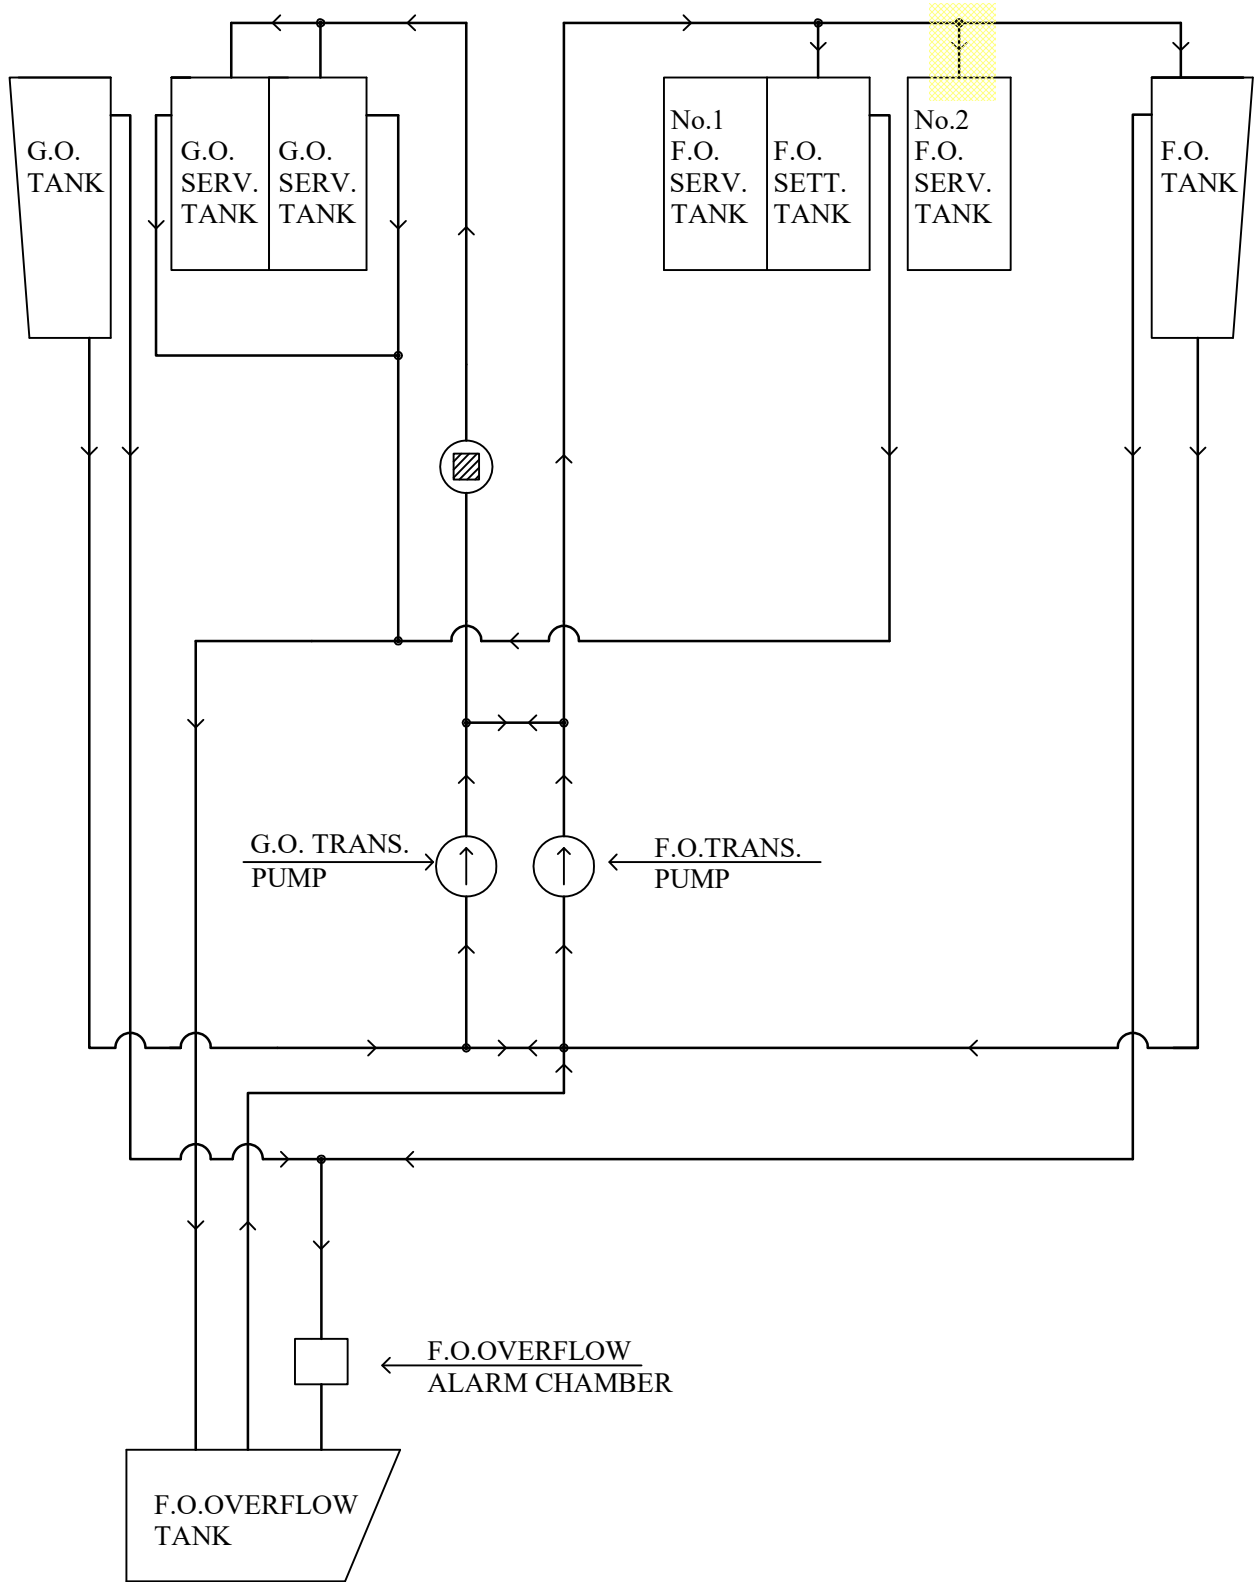 G.O.
TANK
G.O.
SERV.
TANK
G.O.
SERV.
TANK
No.1
F.O.
SERV.
TANK
F.O.
SETT.
TANK
No.2
F.O.
SERV.
TANK
F.O.
TANK
G.O. TRANS.
PUMP
F.O.TRANS.
PUMP
F.O.OVERFLOW
ALARM CHAMBER
F.O.OVERFLOW
TANK